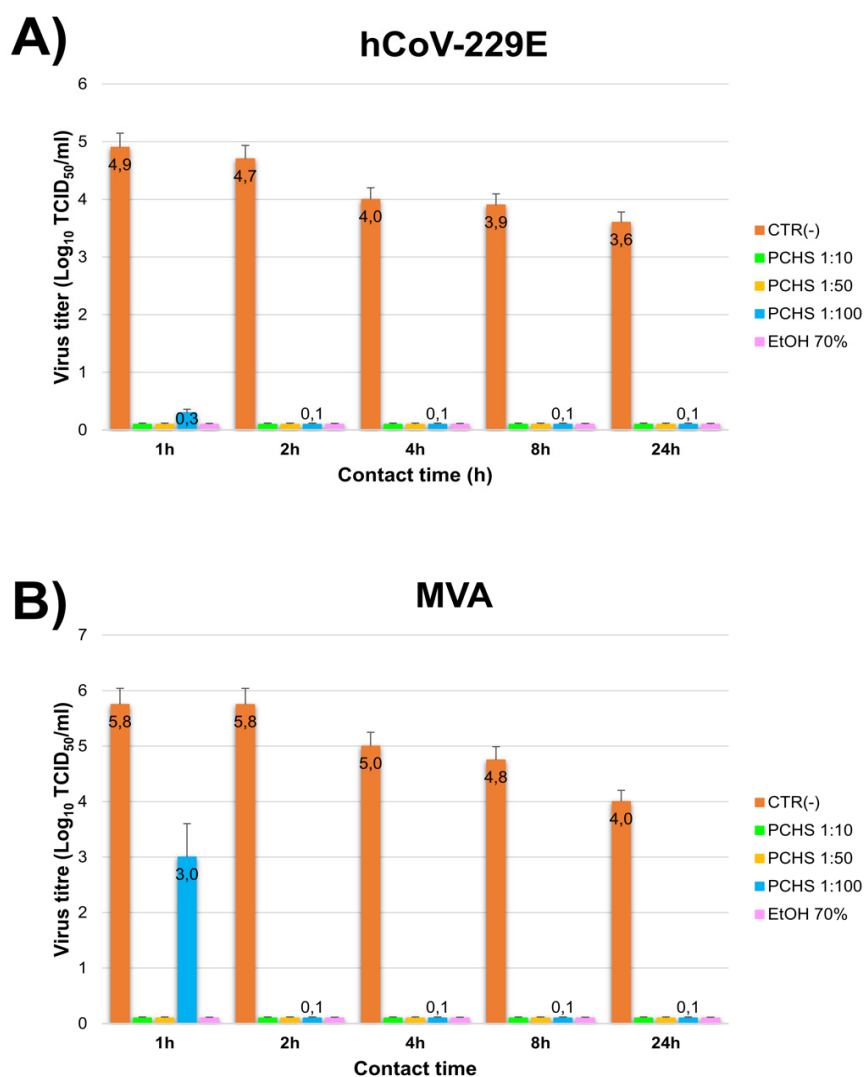 A)
hCoV-229E
6
5
4
3
2
1
0
Virus titer (Log₁₀ TCID₅₀/ml)
4,9
4,7
4,0
3,9
3,6
0,3
0,1
0,1
0,1
0,1
1h
2h
4h
8h
24h
Contact time (h)
CTR(-)
PCHS 1:10
PCHS 1:50
PCHS 1:100
EtOH 70%
B)
MVA
7
6
5
4
3
2
1
0
Virus titre (Log₁₀ TCID₅₀/ml)
5,8
5,8
5,0
4,8
4,0
3,0
0,1
0,1
0,1
0,1
1h
2h
4h
8h
24h
Contact time
CTR(-)
PCHS 1:10
PCHS 1:50
PCHS 1:100
EtOH 70%